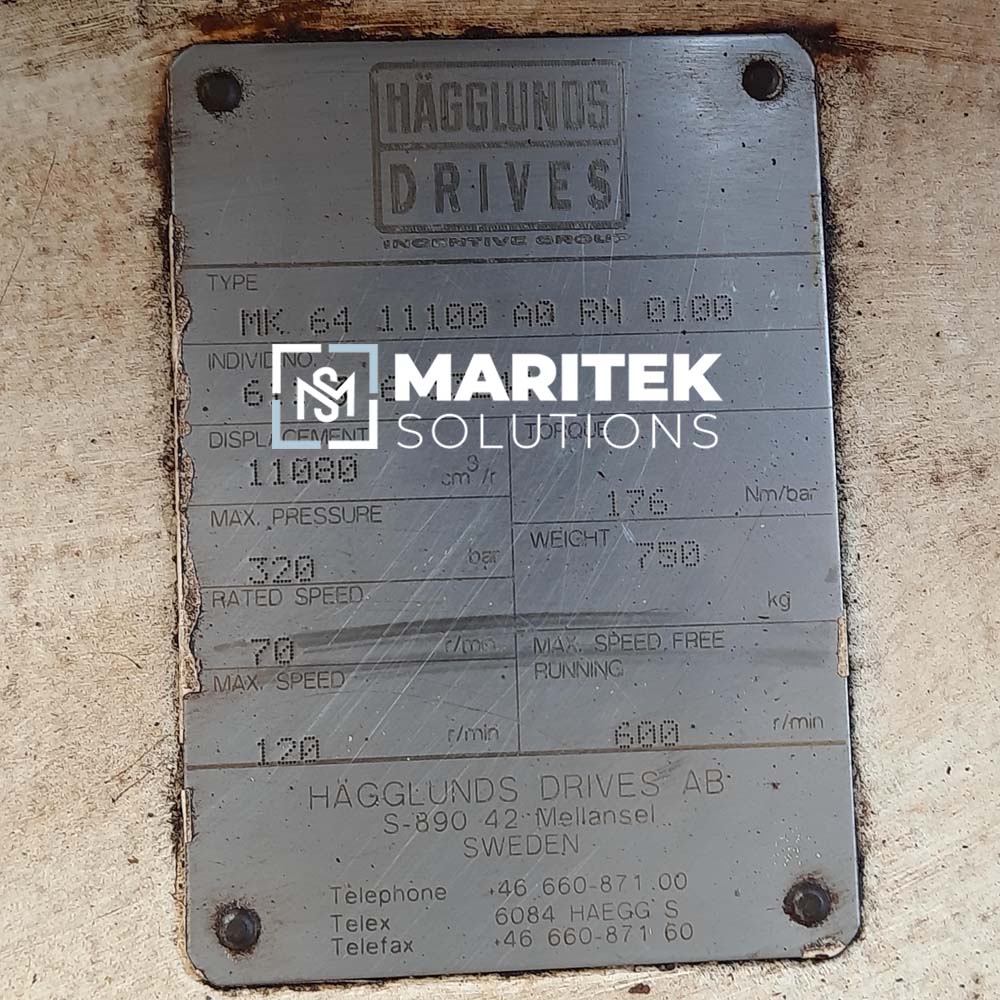 HÄGGLUNDS
DRIVES
INCENTIVE GROUP
TYPE
MK 64 11100 A0 RN 0100
INDIVID NO.
MARITEK
SOLUTIONS
DISPLACEMENT TORQUE
11080 cm³/r 176 Nm/bar
MAX. PRESSURE WEIGHT
320 bar 750 kg
RATED SPEED MAX. SPEED FREE
70 r/min RUNNING
MAX. SPEED
120 r/min 600 r/min
HÄGGLUNDS DRIVES AB
S-890 42 Mellansel
SWEDEN
Telephone +46 660-871 00
Telex 6084 HAEGG S
Telefax +46 660-871 60